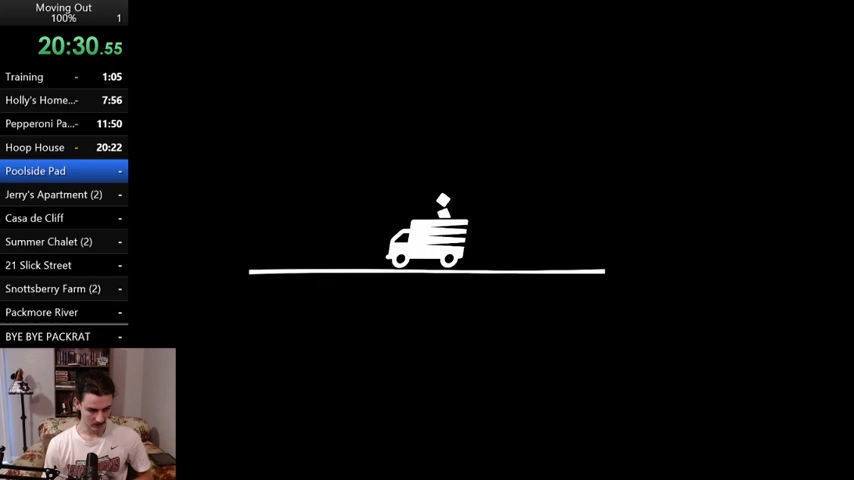 Moving Out
100% 1
20:30.55
Training - 1:05
Holly's Home...- 7:56
Pepperoni Pa...- 11:50
Hoop House - 20:22
Poolside Pad -
Jerry's Apartment (2) -
Casa de Cliff -
Summer Chalet (2) -
21 Slick Street -
Snottsberry Farm (2) -
Packmore River -
BYE BYE PACKRAT -